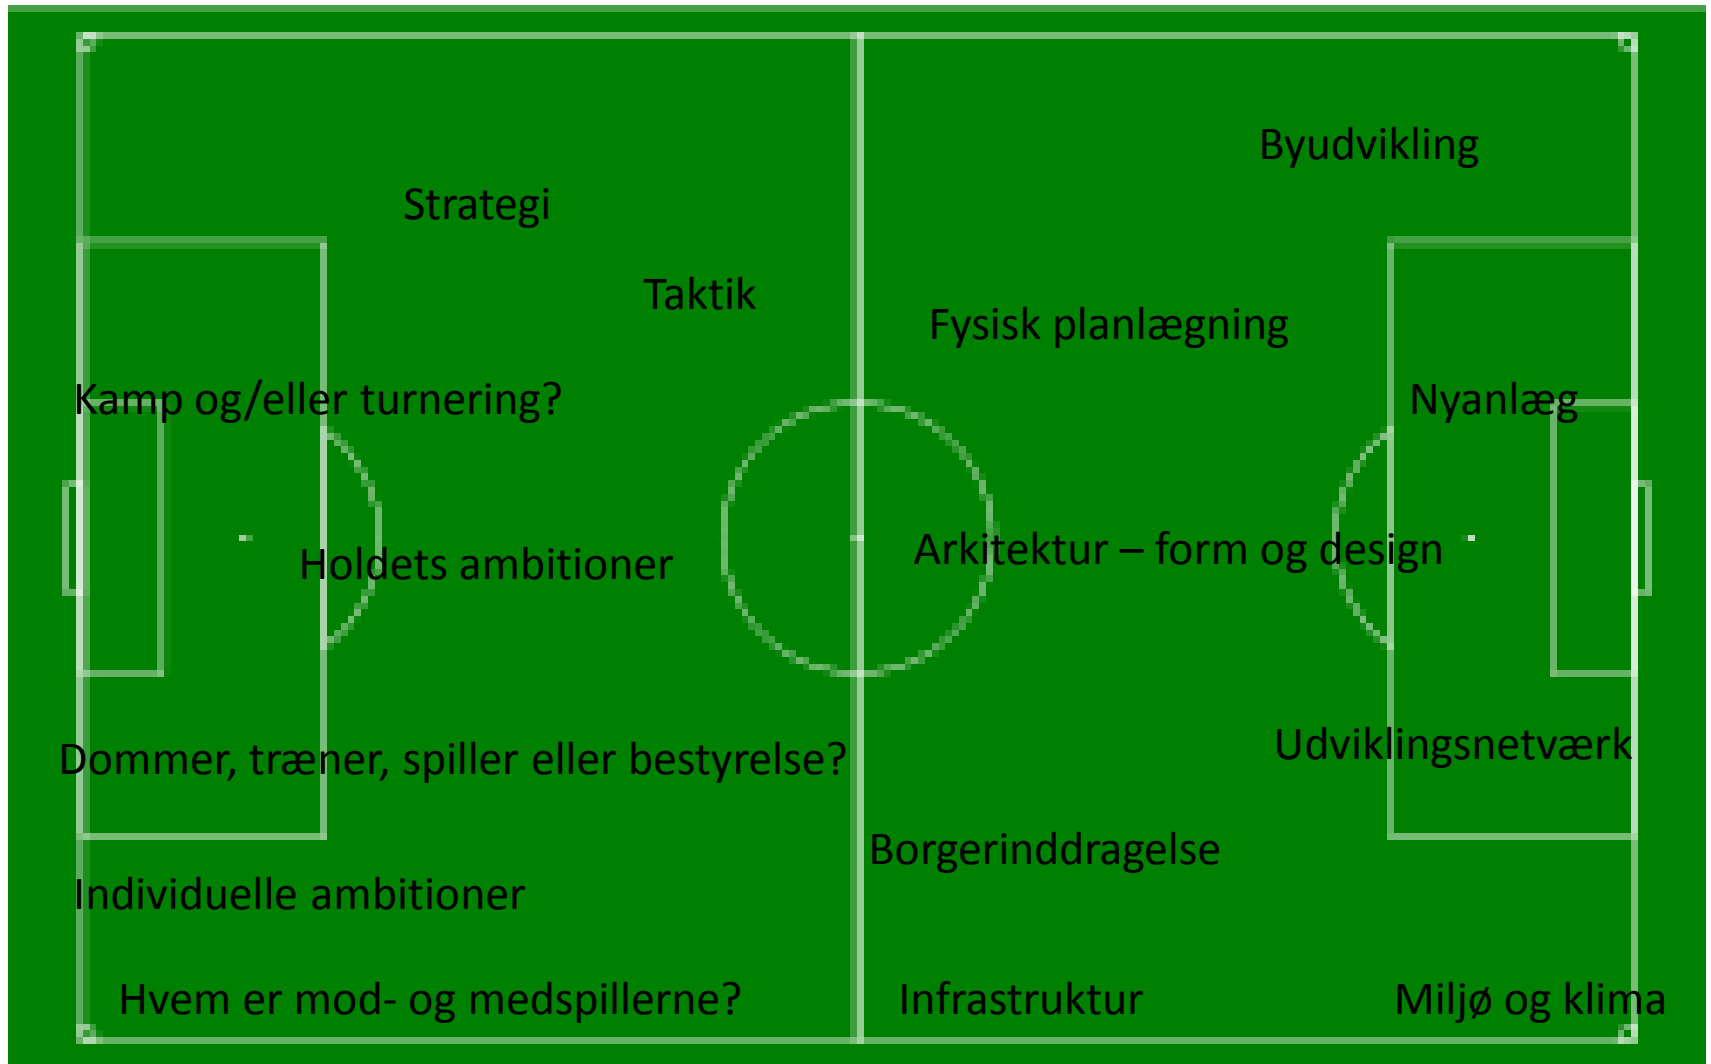 Byudvikling
Strategi
Taktik
Fysisk planlægning
Kamp og/eller turnering?
Nyanlæg
Holdets ambitioner
Arkitektur – form og design
Dommer, træner, spiller eller bestyrelse?
Udviklingsnetværk
Borgerinddragelse
Individuelle ambitioner
Hvem er mod- og medspillerne?
Infrastruktur
Miljø og klima